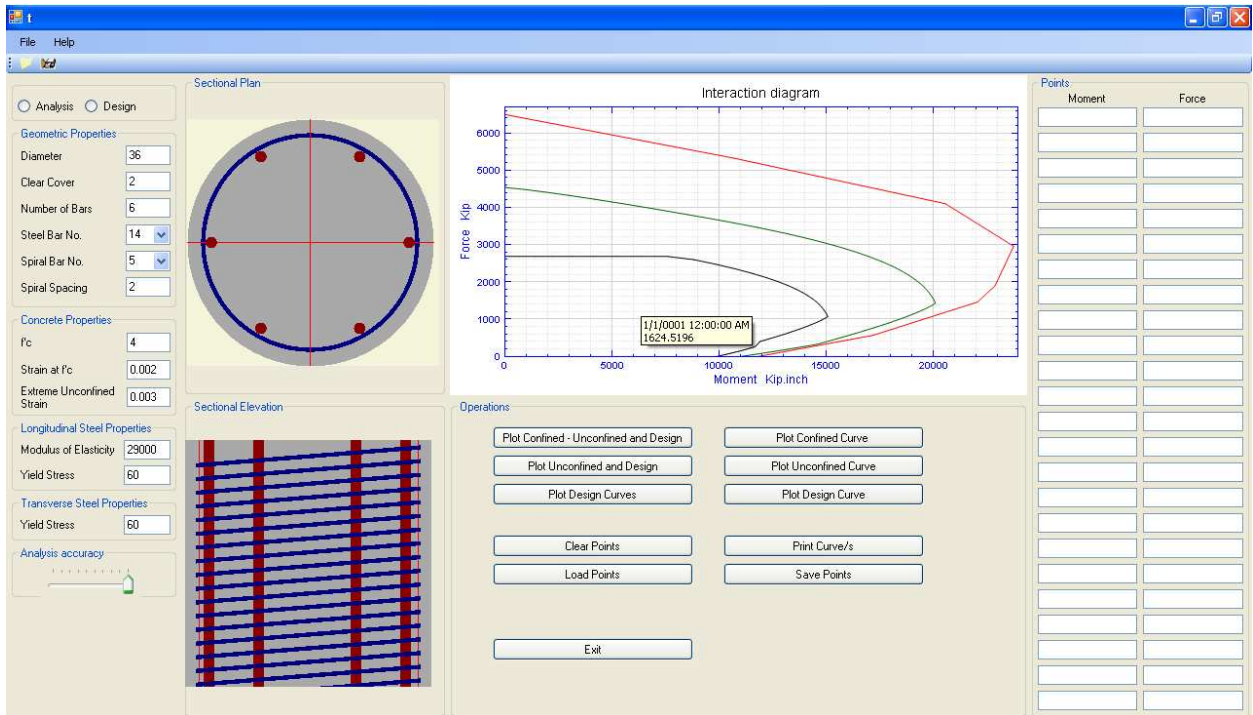 t
File Help
Analysis Design
Geometric Properties
Diameter 36
Clear Cover 2
Number of Bars 6
Steel Bar No. 14
Spiral Bar No. 5
Spiral Spacing 2
Concrete Properties
f'c 4
Strain at f'c 0.002
Extreme Unconfined
Strain 0.003
Longitudinal Steel Properties
Modulus of Elasticity 29000
Yield Stress 60
Transverse Steel Properties
Yield Stress 60
Analysis accuracy
Sectional Plan
Sectional Elevation
Interaction diagram
Force Kip
6000
5000
4000
3000
2000
1000
0
1/1/0001 12:00:00 AM
1624.5196
0 5000 10000 15000 20000
Moment Kip.inch
Operations
Plot Confined - Unconfined and Design Plot Confined Curve
Plot Unconfined and Design Plot Unconfined Curve
Plot Design Curves Plot Design Curve
Clear Points Print Curve/s
Load Points Save Points
Exit
Points
Moment Force